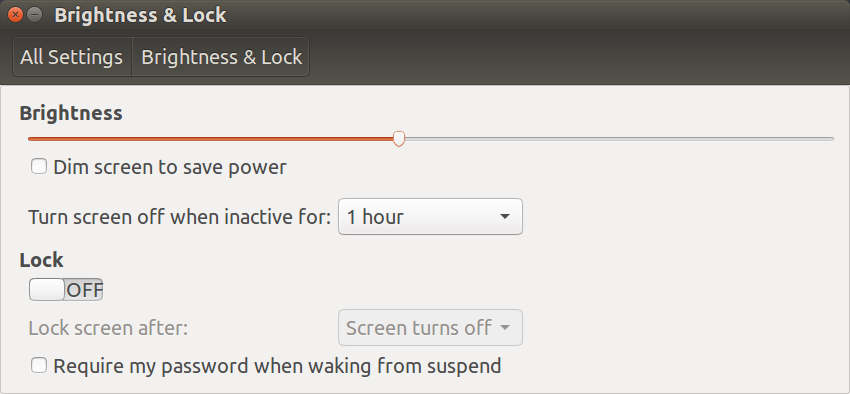 Brightness & Lock
All Settings Brightness & Lock
Brightness
Dim screen to save power
Turn screen off when inactive for: 1 hour
Lock
OFF
Lock screen after: Screen turns off
Require my password when waking from suspend